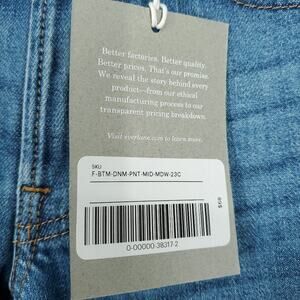 Better factories. Better quality.
Better prices. That's our promise.
We reveal the story behind every
product—from our ethical
manufacturing process to our
transparent pricing breakdown.
Visit everlane.com to learn more.
SKU
F-BTM-DNM-PNT-MID-MDW-23C
0-00000-38317-2
$68